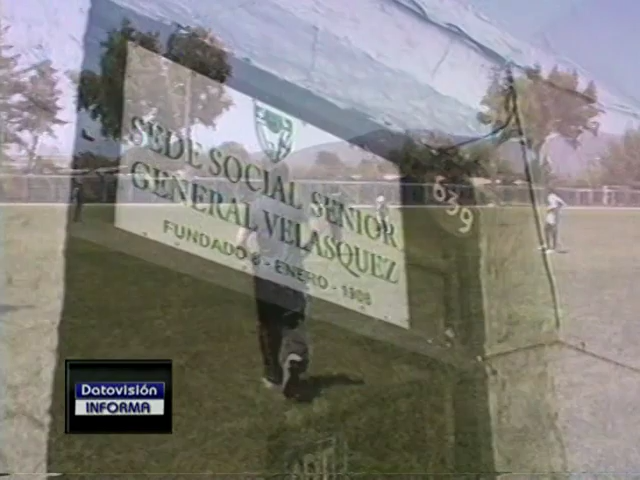 SEDE SOCIAL SENIOR
GENERAL VELASQUEZ
FUNDADO 6 - ENERO - 1908
639
Datovisión
INFORMA